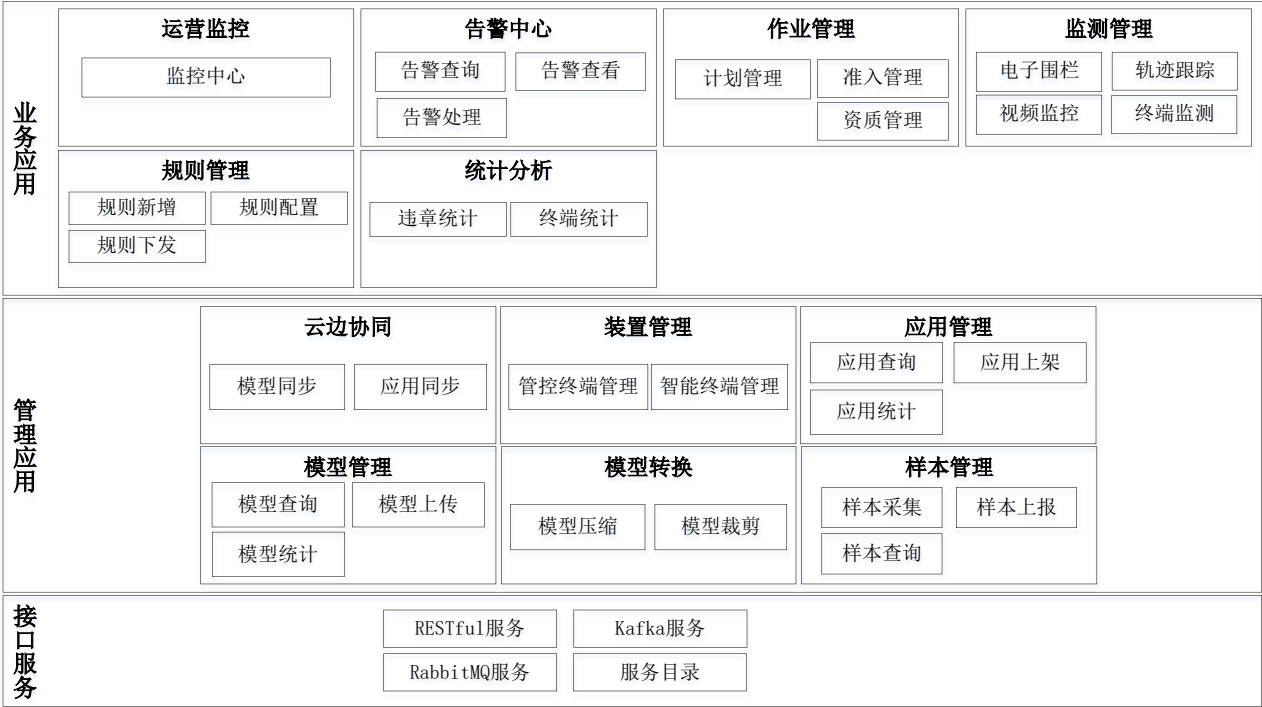 业务应用
运营监控
监控中心
告警中心
告警查询
告警查看
告警处理
作业管理
计划管理
准入管理
资质管理
监测管理
电子围栏
轨迹跟踪
视频监控
终端监测
规则管理
规则新增
规则配置
规则下发
统计分析
违章统计
终端统计
管理应用
云边协同
模型同步
应用同步
装置管理
管控终端管理
智能终端管理
应用管理
应用查询
应用上架
应用统计
模型管理
模型查询
模型上传
模型统计
模型转换
模型压缩
模型裁剪
样本管理
样本采集
样本上报
样本查询
接口服务
RESTful服务
Kafka服务
RabbitMQ服务
服务目录